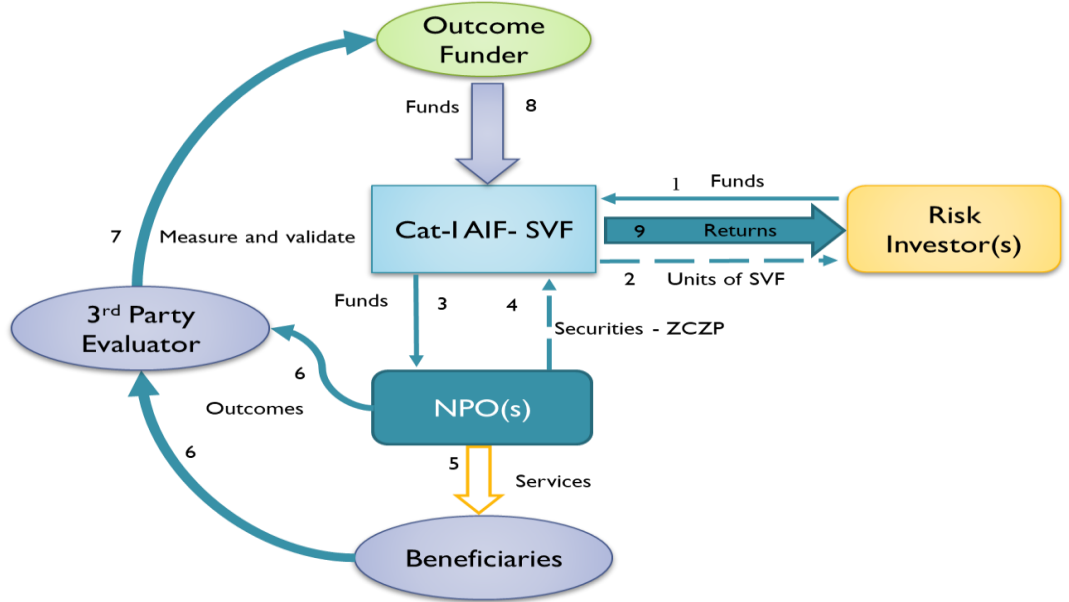 Outcome
Funder
Funds
8
1
Funds
Cat-I AIF- SVF
9
Returns
Risk
Investor(s)
2
Units of SVF
7
Measure and validate
Funds
3
4
Securities - ZCZP
3rd Party
Evaluator
6
Outcomes
NPO(s)
6
5
Services
Beneficiaries